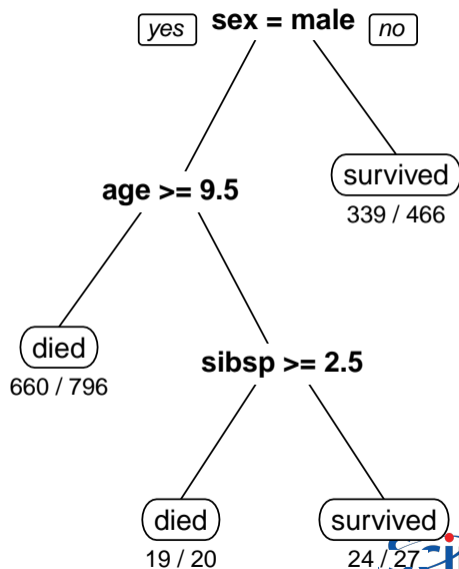 yes sex = male no
survived
339 / 466
age >= 9.5
died
660 / 796
sibsp >= 2.5
died survived
19 / 20 24 / 27